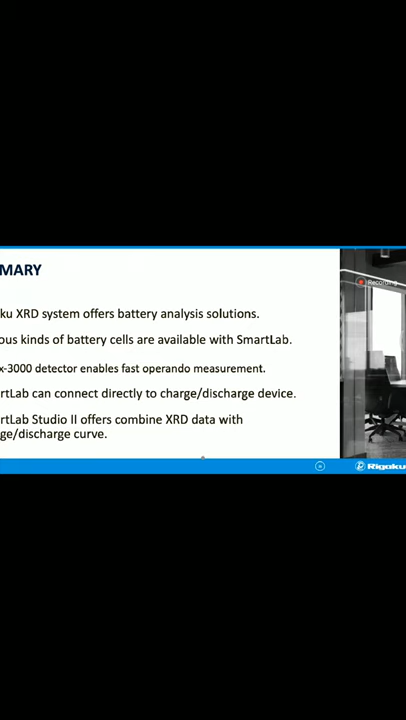 MARY
Recording
ku XRD system offers battery analysis solutions.
ous kinds of battery cells are available with SmartLab.
x-3000 detector enables fast operando measurement.
rtLab can connect directly to charge/discharge device.
rtLab Studio II offers combine XRD data with
ge/discharge curve.
Rigaku